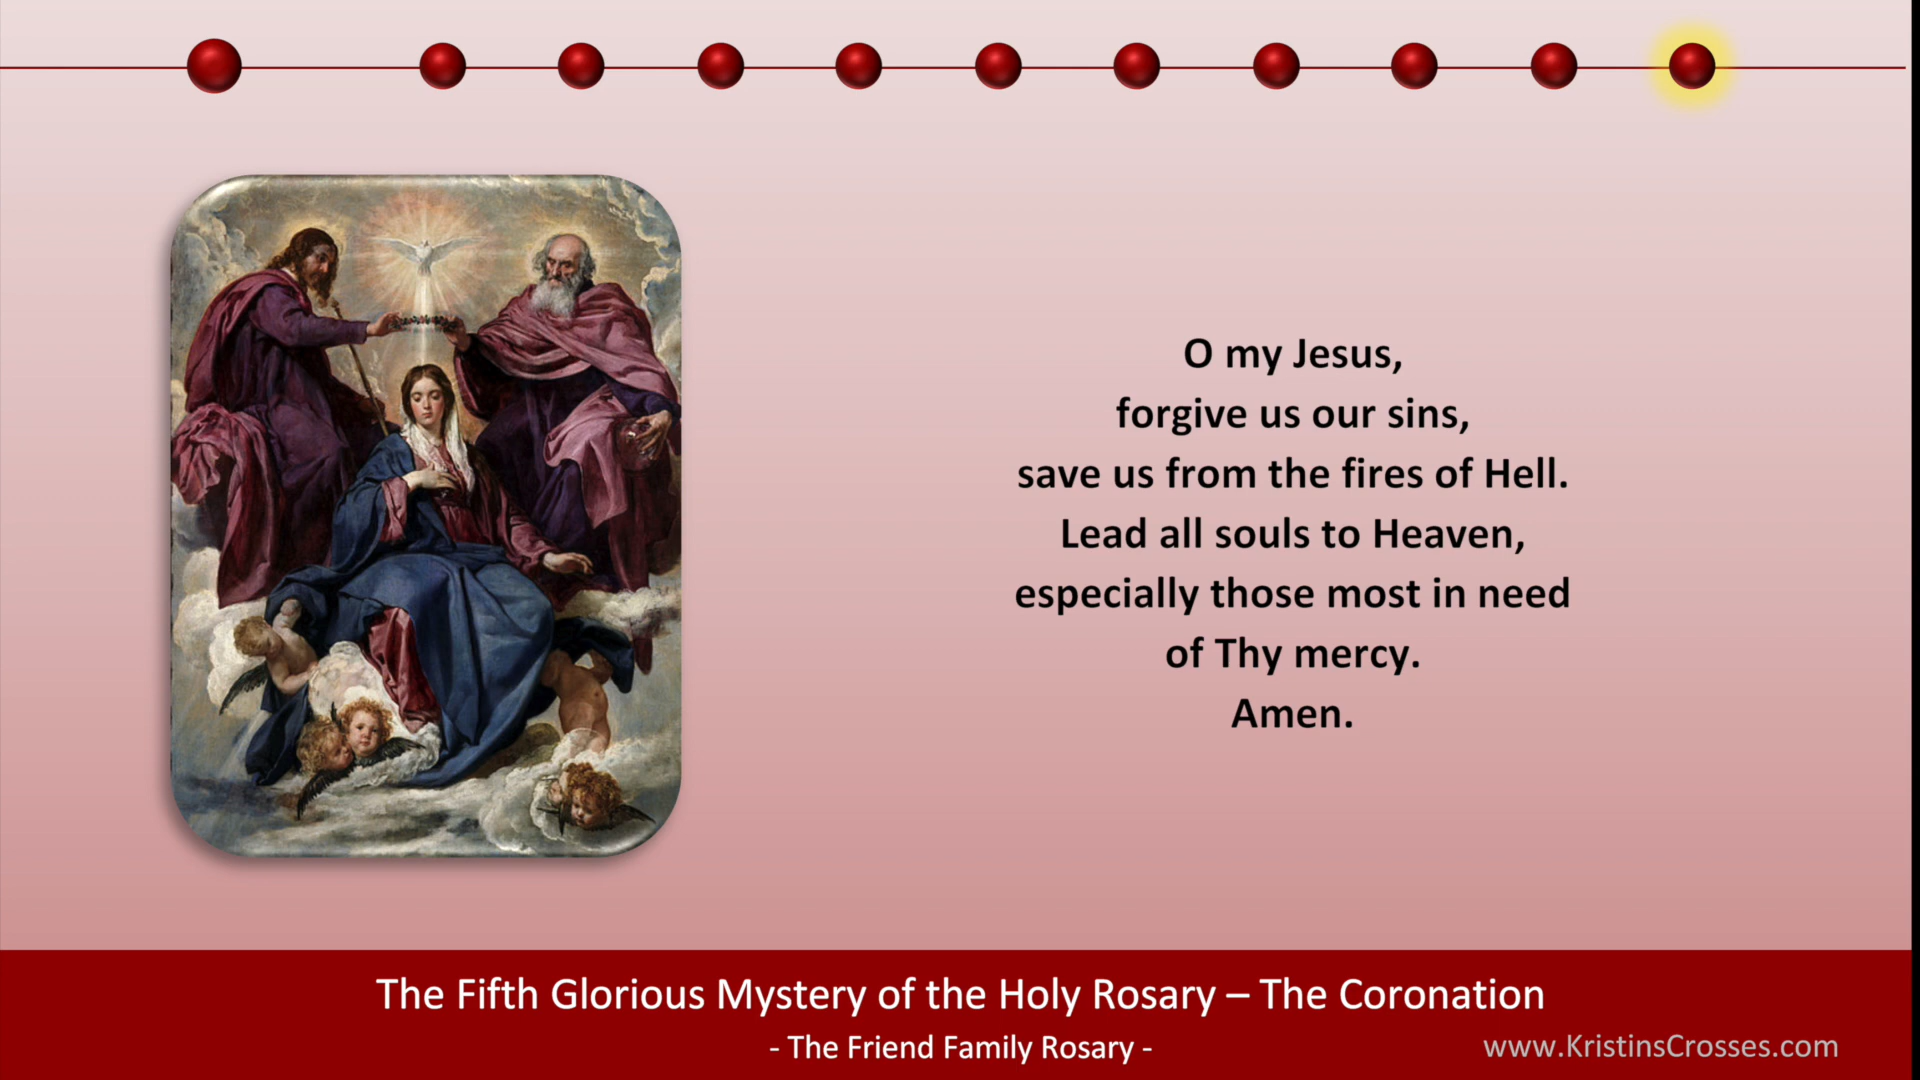 O my Jesus,
forgive us our sins,
save us from the fires of Hell.
Lead all souls to Heaven,
especially those most in need
of Thy mercy.
Amen.
The Fifth Glorious Mystery of the Holy Rosary – The Coronation
- The Friend Family Rosary -
www.KristinsCrosses.com